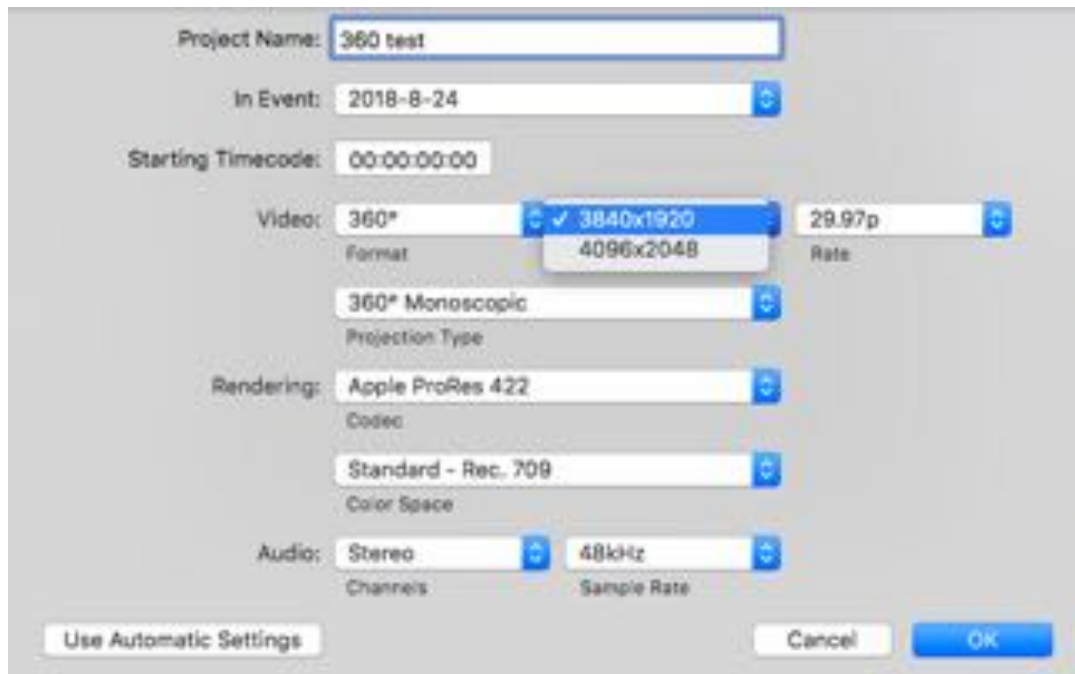 Project Name: 360 test
In Event: 2018-8-24
Starting Timecode: 00:00:00:00
Video: 360° ✓ 3840x1920 29.97p
Format 4096x2048 Rate
360° Monoscopic
Projection Type
Rendering: Apple ProRes 422
Codec
Standard - Rec. 709
Color Space
Audio: Stereo 48kHz
Channels Sample Rate
Use Automatic Settings Cancel OK